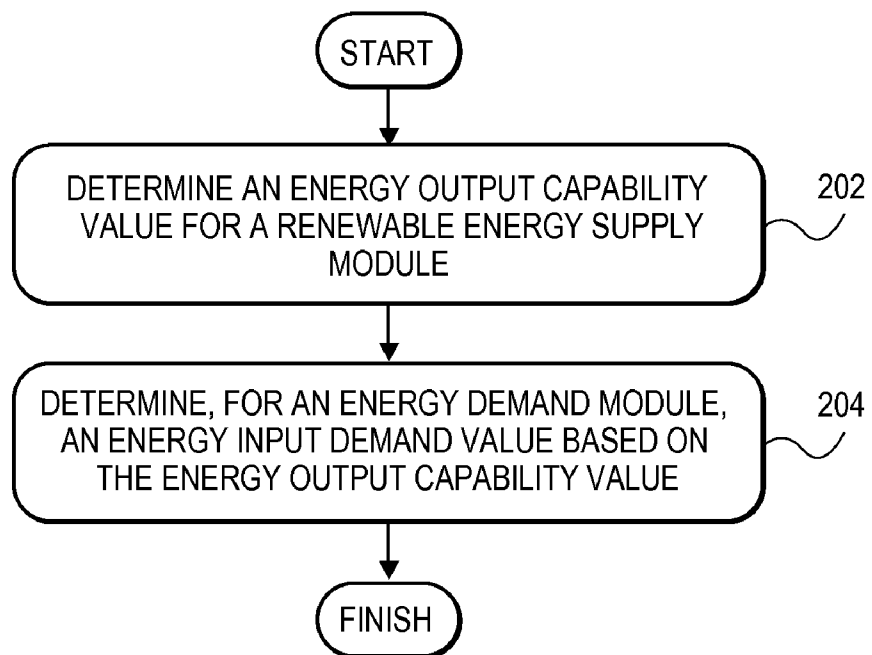 START
DETERMINE AN ENERGY OUTPUT CAPABILITY
VALUE FOR A RENEWABLE ENERGY SUPPLY
MODULE
202
DETERMINE, FOR AN ENERGY DEMAND MODULE,
AN ENERGY INPUT DEMAND VALUE BASED ON
THE ENERGY OUTPUT CAPABILITY VALUE
204
FINISH